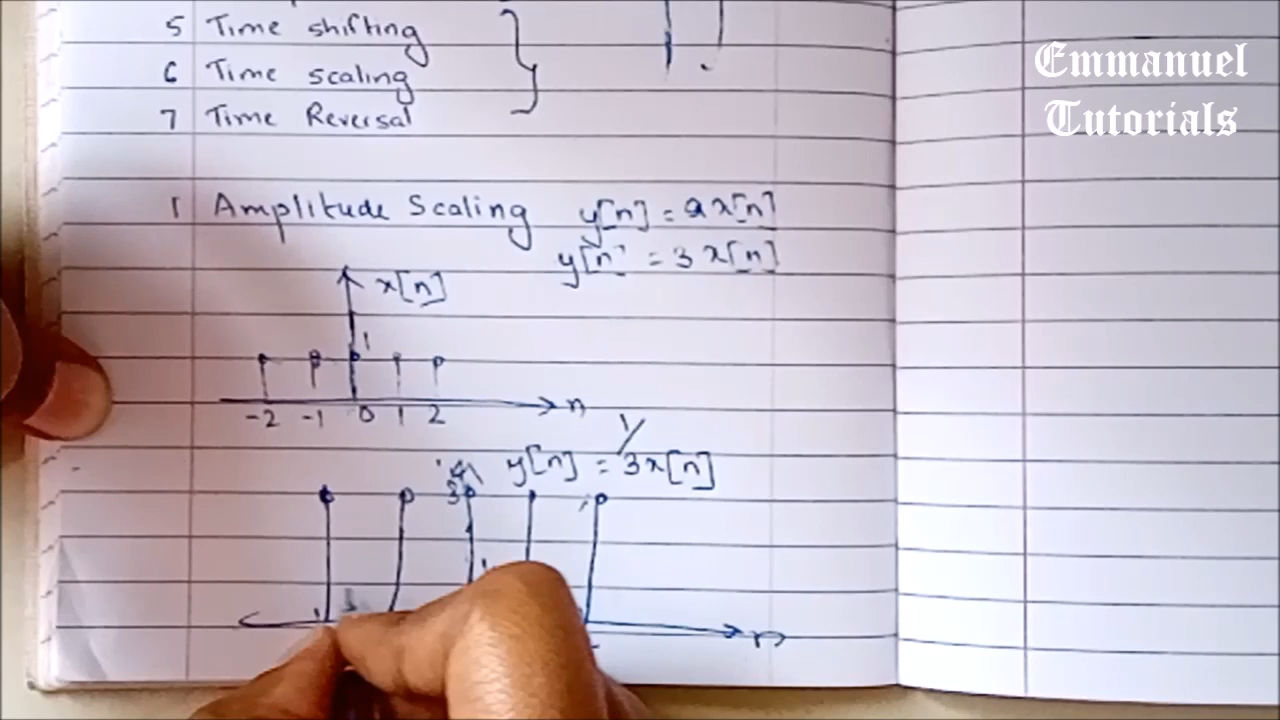 5 Time shifting
6 Time scaling
7 Time Reversal
Emmanuel
Tutorials
1 Amplitude Scaling y[n] = a x[n]
y[n] = 3 x[n]
x[n]
1
-2 -1 0 1 2 n
y[n] = 3x[n]
3
n